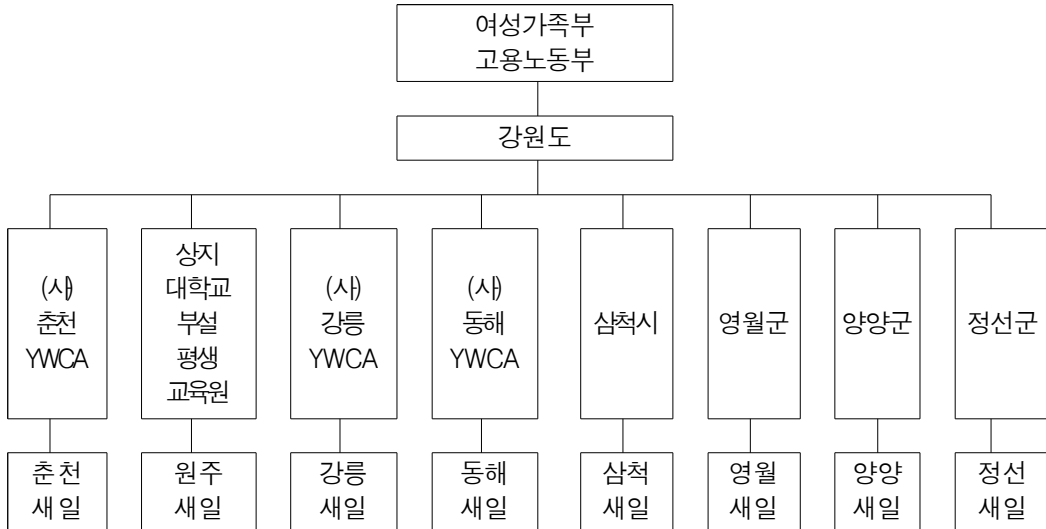 여성가족부
고용노동부
강원도
(사)
춘천
YWCA
상지
대학교
부설
평생
교육원
(사)
강릉
YWCA
(사)
동해
YWCA
삼척시
영월군
양양군
정선군
춘천
새일
원주
새일
강릉
새일
동해
새일
삼척
새일
영월
새일
양양
새일
정선
새일